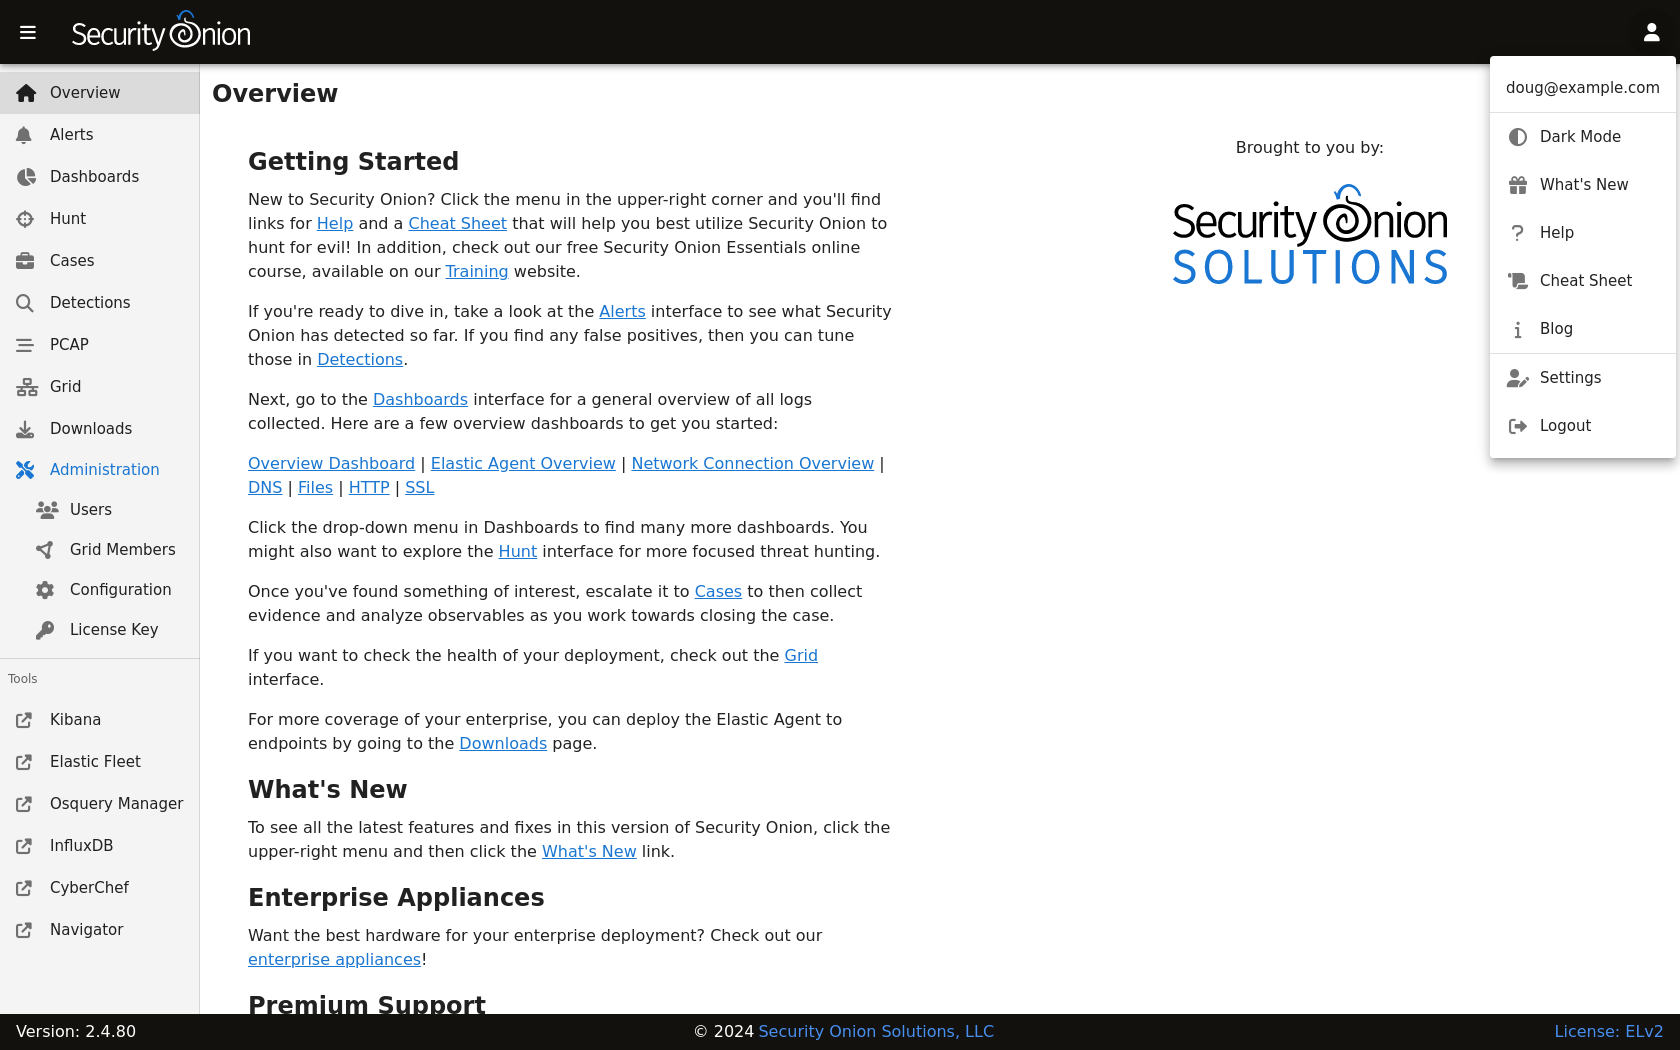 Security Onion
doug@example.com
Dark Mode
What's New
Help
Cheat Sheet
Blog
Settings
Logout
Overview
Alerts
Dashboards
Hunt
Cases
Detections
PCAP
Grid
Downloads
Administration
Users
Grid Members
Configuration
License Key
Tools
Kibana
Elastic Fleet
Osquery Manager
InfluxDB
CyberChef
Navigator
Overview
Getting Started
New to Security Onion? Click the menu in the upper-right corner and you'll find
links for Help and a Cheat Sheet that will help you best utilize Security Onion to
hunt for evil! In addition, check out our free Security Onion Essentials online
course, available on our Training website.
If you're ready to dive in, take a look at the Alerts interface to see what Security
Onion has detected so far. If you find any false positives, then you can tune
those in Detections.
Next, go to the Dashboards interface for a general overview of all logs
collected. Here are a few overview dashboards to get you started:
Overview Dashboard | Elastic Agent Overview | Network Connection Overview |
DNS | Files | HTTP | SSL
Click the drop-down menu in Dashboards to find many more dashboards. You
might also want to explore the Hunt interface for more focused threat hunting.
Once you've found something of interest, escalate it to Cases to then collect
evidence and analyze observables as you work towards closing the case.
If you want to check the health of your deployment, check out the Grid
interface.
For more coverage of your enterprise, you can deploy the Elastic Agent to
endpoints by going to the Downloads page.
What's New
To see all the latest features and fixes in this version of Security Onion, click the
upper-right menu and then click the What's New link.
Enterprise Appliances
Want the best hardware for your enterprise deployment? Check out our
enterprise appliances!
Premium Support
Brought to you by:
Security Onion
SOLUTIONS
Version: 2.4.80
© 2024 Security Onion Solutions, LLC
License: ELv2